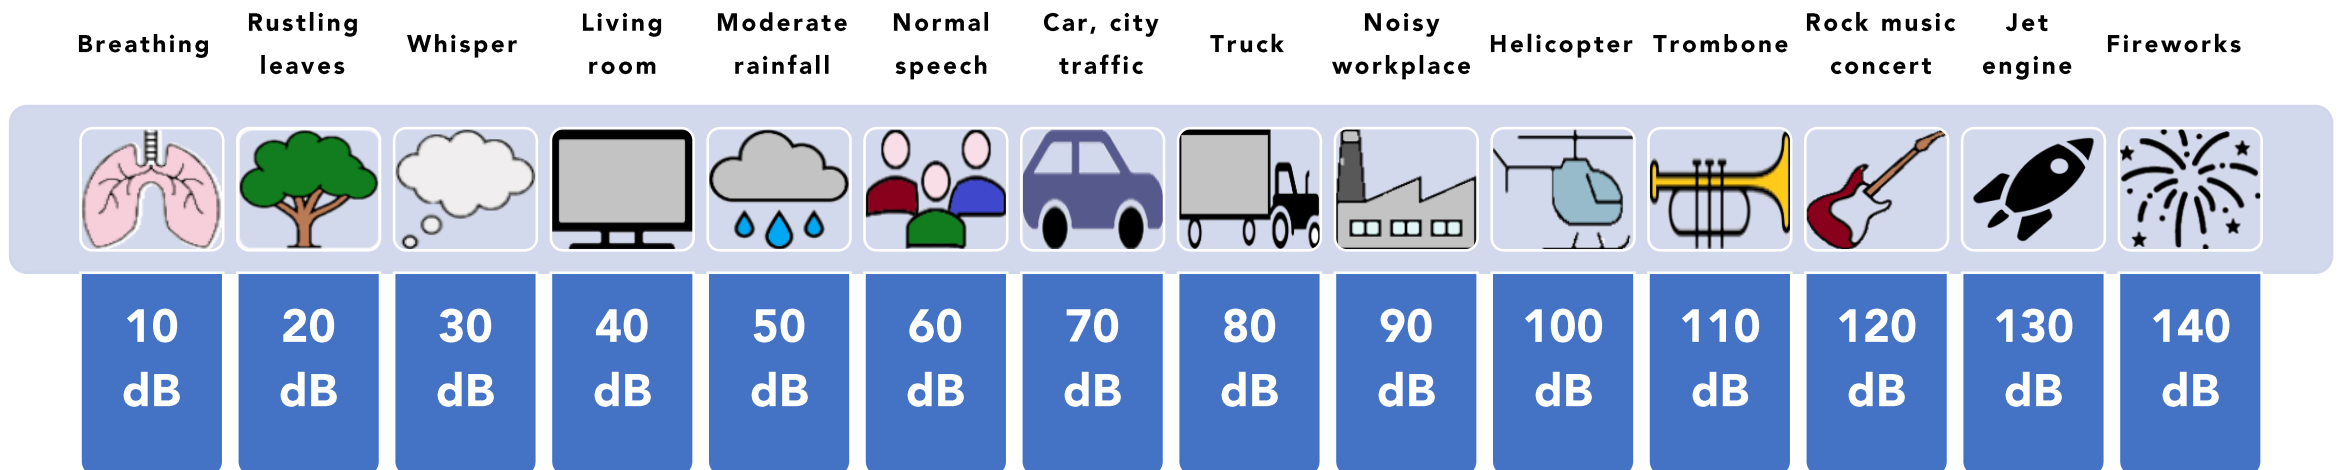 Breathing
Rustling
leaves
Whisper
Living
room
Moderate
rainfall
Normal
speech
Car, city
traffic
Truck
Noisy
workplace
Helicopter
Trombone
Rock music
concert
Jet
engine
Fireworks
10
dB
20
dB
30
dB
40
dB
50
dB
60
dB
70
dB
80
dB
90
dB
100
dB
110
dB
120
dB
130
dB
140
dB